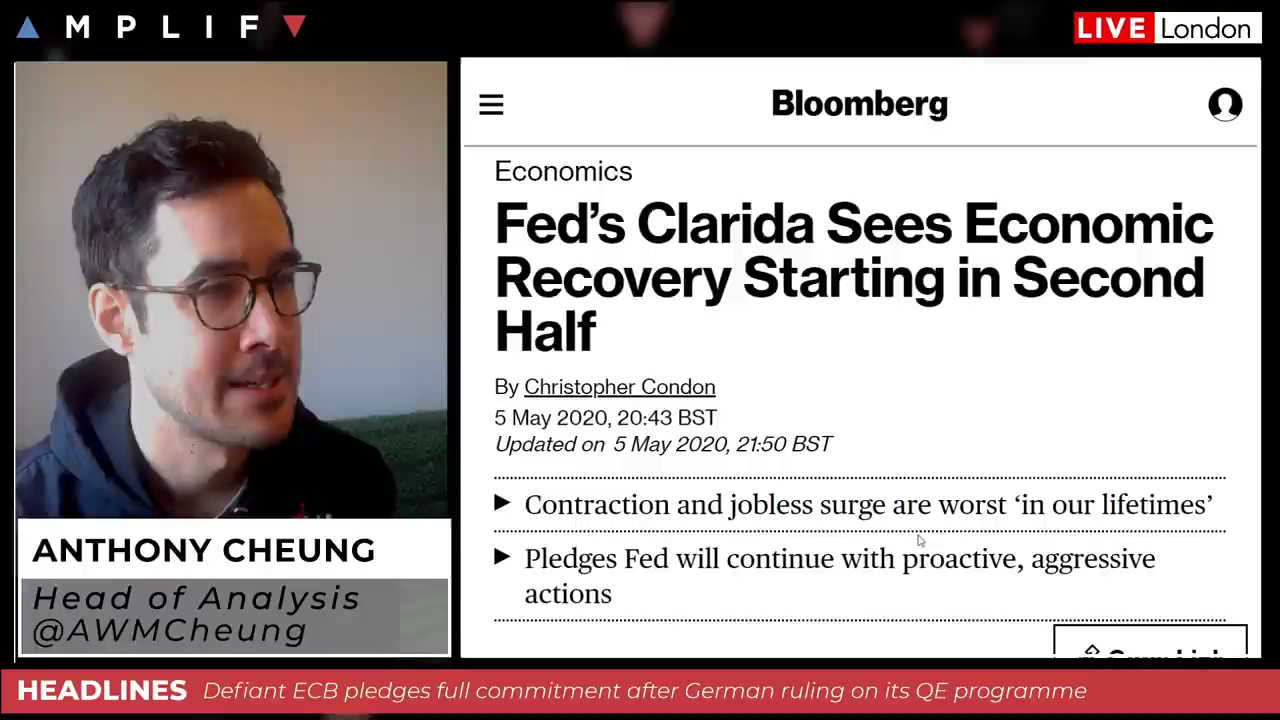 AMPLIFY
LIVE London
Bloomberg
Economics
Fed's Clarida Sees Economic
Recovery Starting in Second
Half
By Christopher Condon
5 May 2020, 20:43 BST
Updated on 5 May 2020, 21:50 BST
Contraction and jobless surge are worst ‘in our lifetimes’
Pledges Fed will continue with proactive, aggressive
actions
ANTHONY CHEUNG
Head of Analysis
@AWMCheung
HEADLINES Defiant ECB pledges full commitment after German ruling on its QE programme